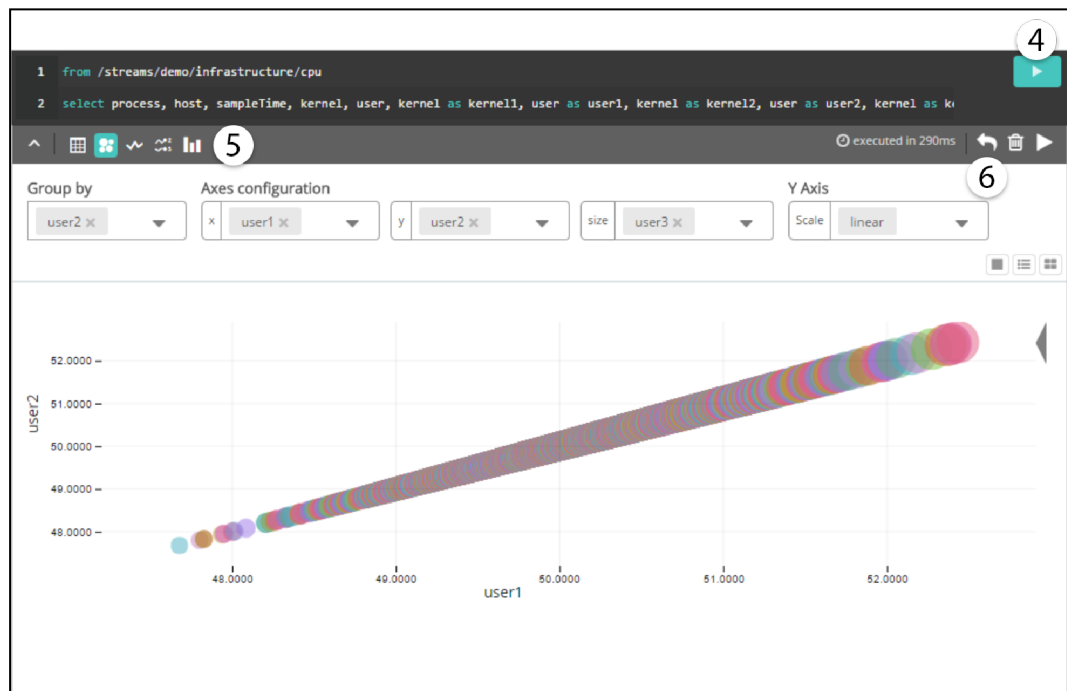 4
1 from /streams/demo/infrastructure/cpu
2 select process, host, sampleTime, kernel, user, kernel as kernel1, user as user1, kernel as kernel2, user as user2, kernel as
5
executed in 290ms
6
Group by Axes configuration Y Axis
user2 × x user1 × y user2 × size user3 × Scale linear
52.0000
51.0000
50.0000
49.0000
48.0000
user2
48.0000 49.0000 50.0000 51.0000 52.0000
user1